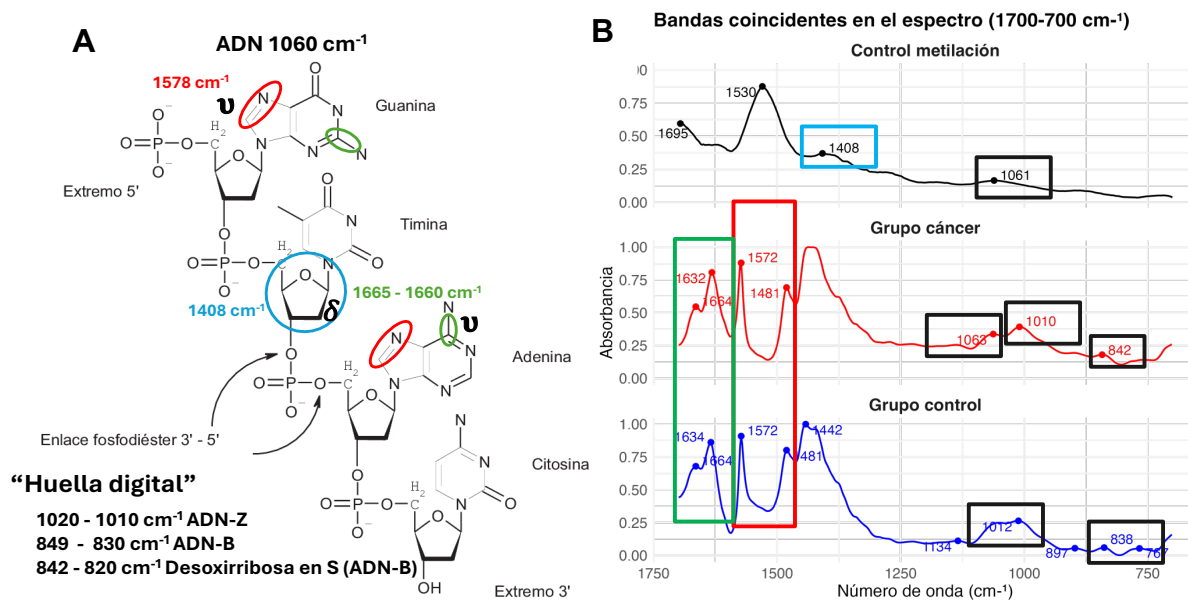 A
ADN 1060 cm⁻¹
1578 cm⁻¹
υ
Guanina
O
N
N
N
N
N
O⁻
O
P
O
O⁻
H₂
C
O
Extremo 5'
O
Timina
O
N
O
N
O
O
P
O
O⁻
H₂
C
O
1408 cm⁻¹
δ
1665 - 1660 cm⁻¹
N
υ
N
N
N
N
Adenina
O
O
P
O
O⁻
H₂
C
O
Enlace fosfodiéster 3' - 5'
N
N
Citosina
N
O
O
O
P
O
O⁻
H₂
C
O
“Huella digital”
1020 - 1010 cm⁻¹ ADN-Z
849 - 830 cm⁻¹ ADN-B
842 - 820 cm⁻¹ Desoxirribosa en S (ADN-B)
OH
Extremo 3'
B
Bandas coincidentes en el espectro (1700-700 cm⁻¹)
Control metilación
0.75
0.50
0.25
0.00
1695
1530
1408
1061
Grupo cáncer
1.00
0.75
0.50
0.25
0.00
1632
1664
1572
1481
1063
1010
842
Grupo control
1.00
0.75
0.50
0.25
0.00
1634
1664
1572
1481
1442
1134
1012
897
838
767
Absorbancia
1750
1500
1250
1000
750
Número de onda (cm⁻¹)